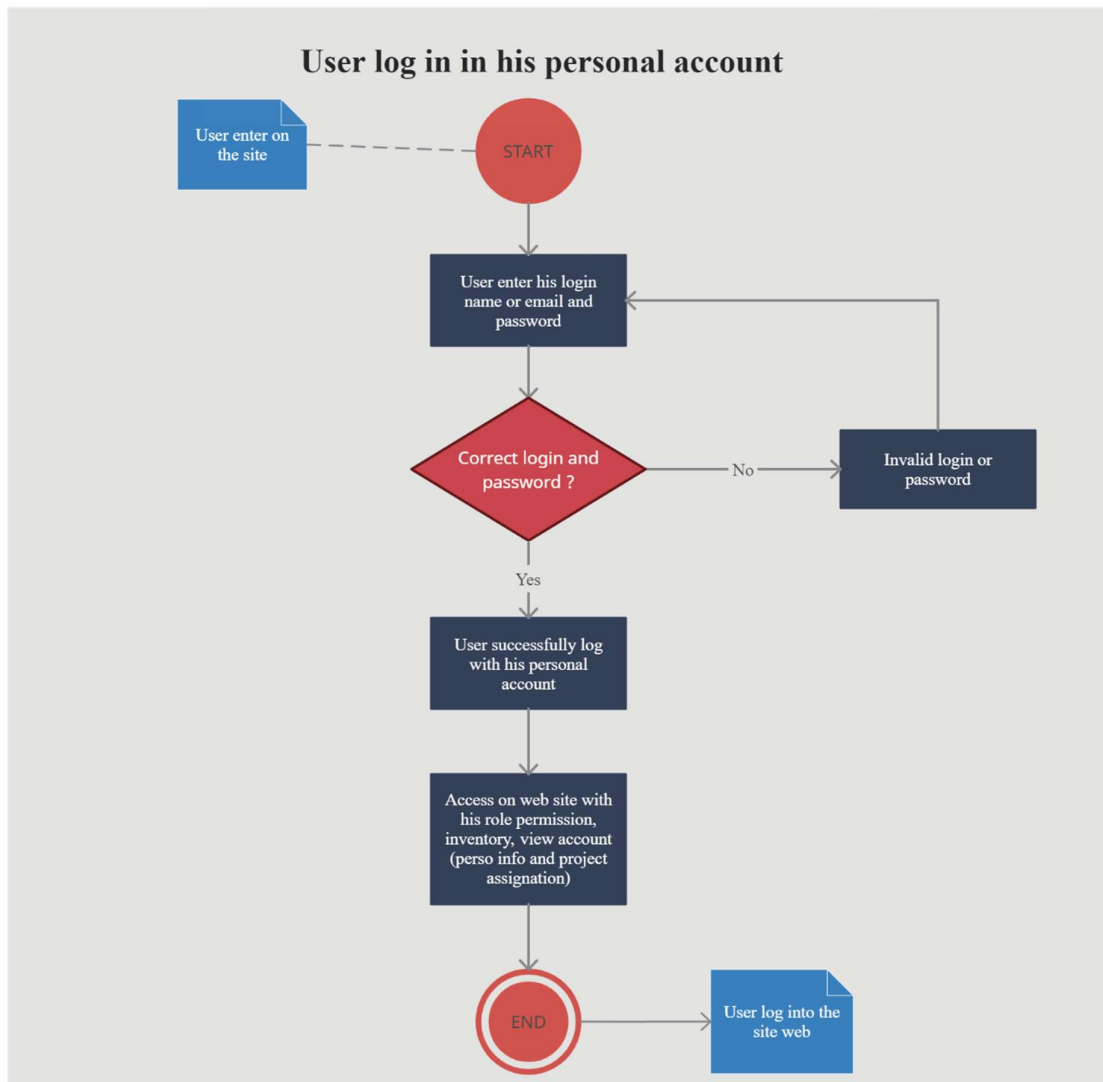 User log in in his personal account
User enter on
the site
START
User enter his login
name or email and
password
Correct login and
password ?
No
Invalid login or
password
Yes
User successfully log
with his personal
account
Access on web site with
his role permission,
inventory, view account
(perso info and project
assignation)
END
User log into the
site web